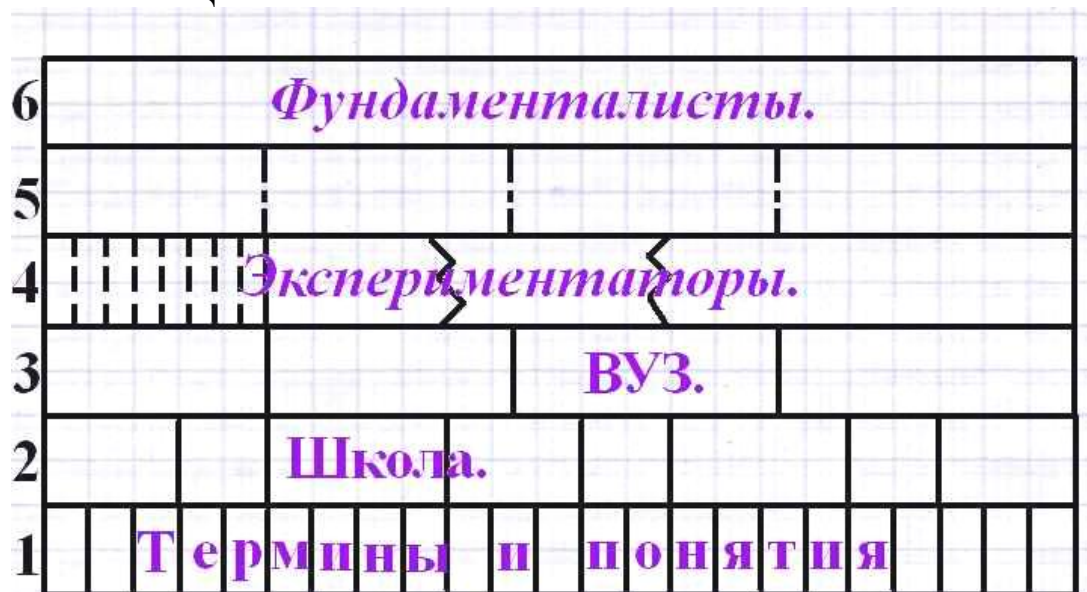 6 Фундаменталисты.
5
4 Экспериментаторы.
3 ВУЗ.
2 Школа.
1 Термины и понятия